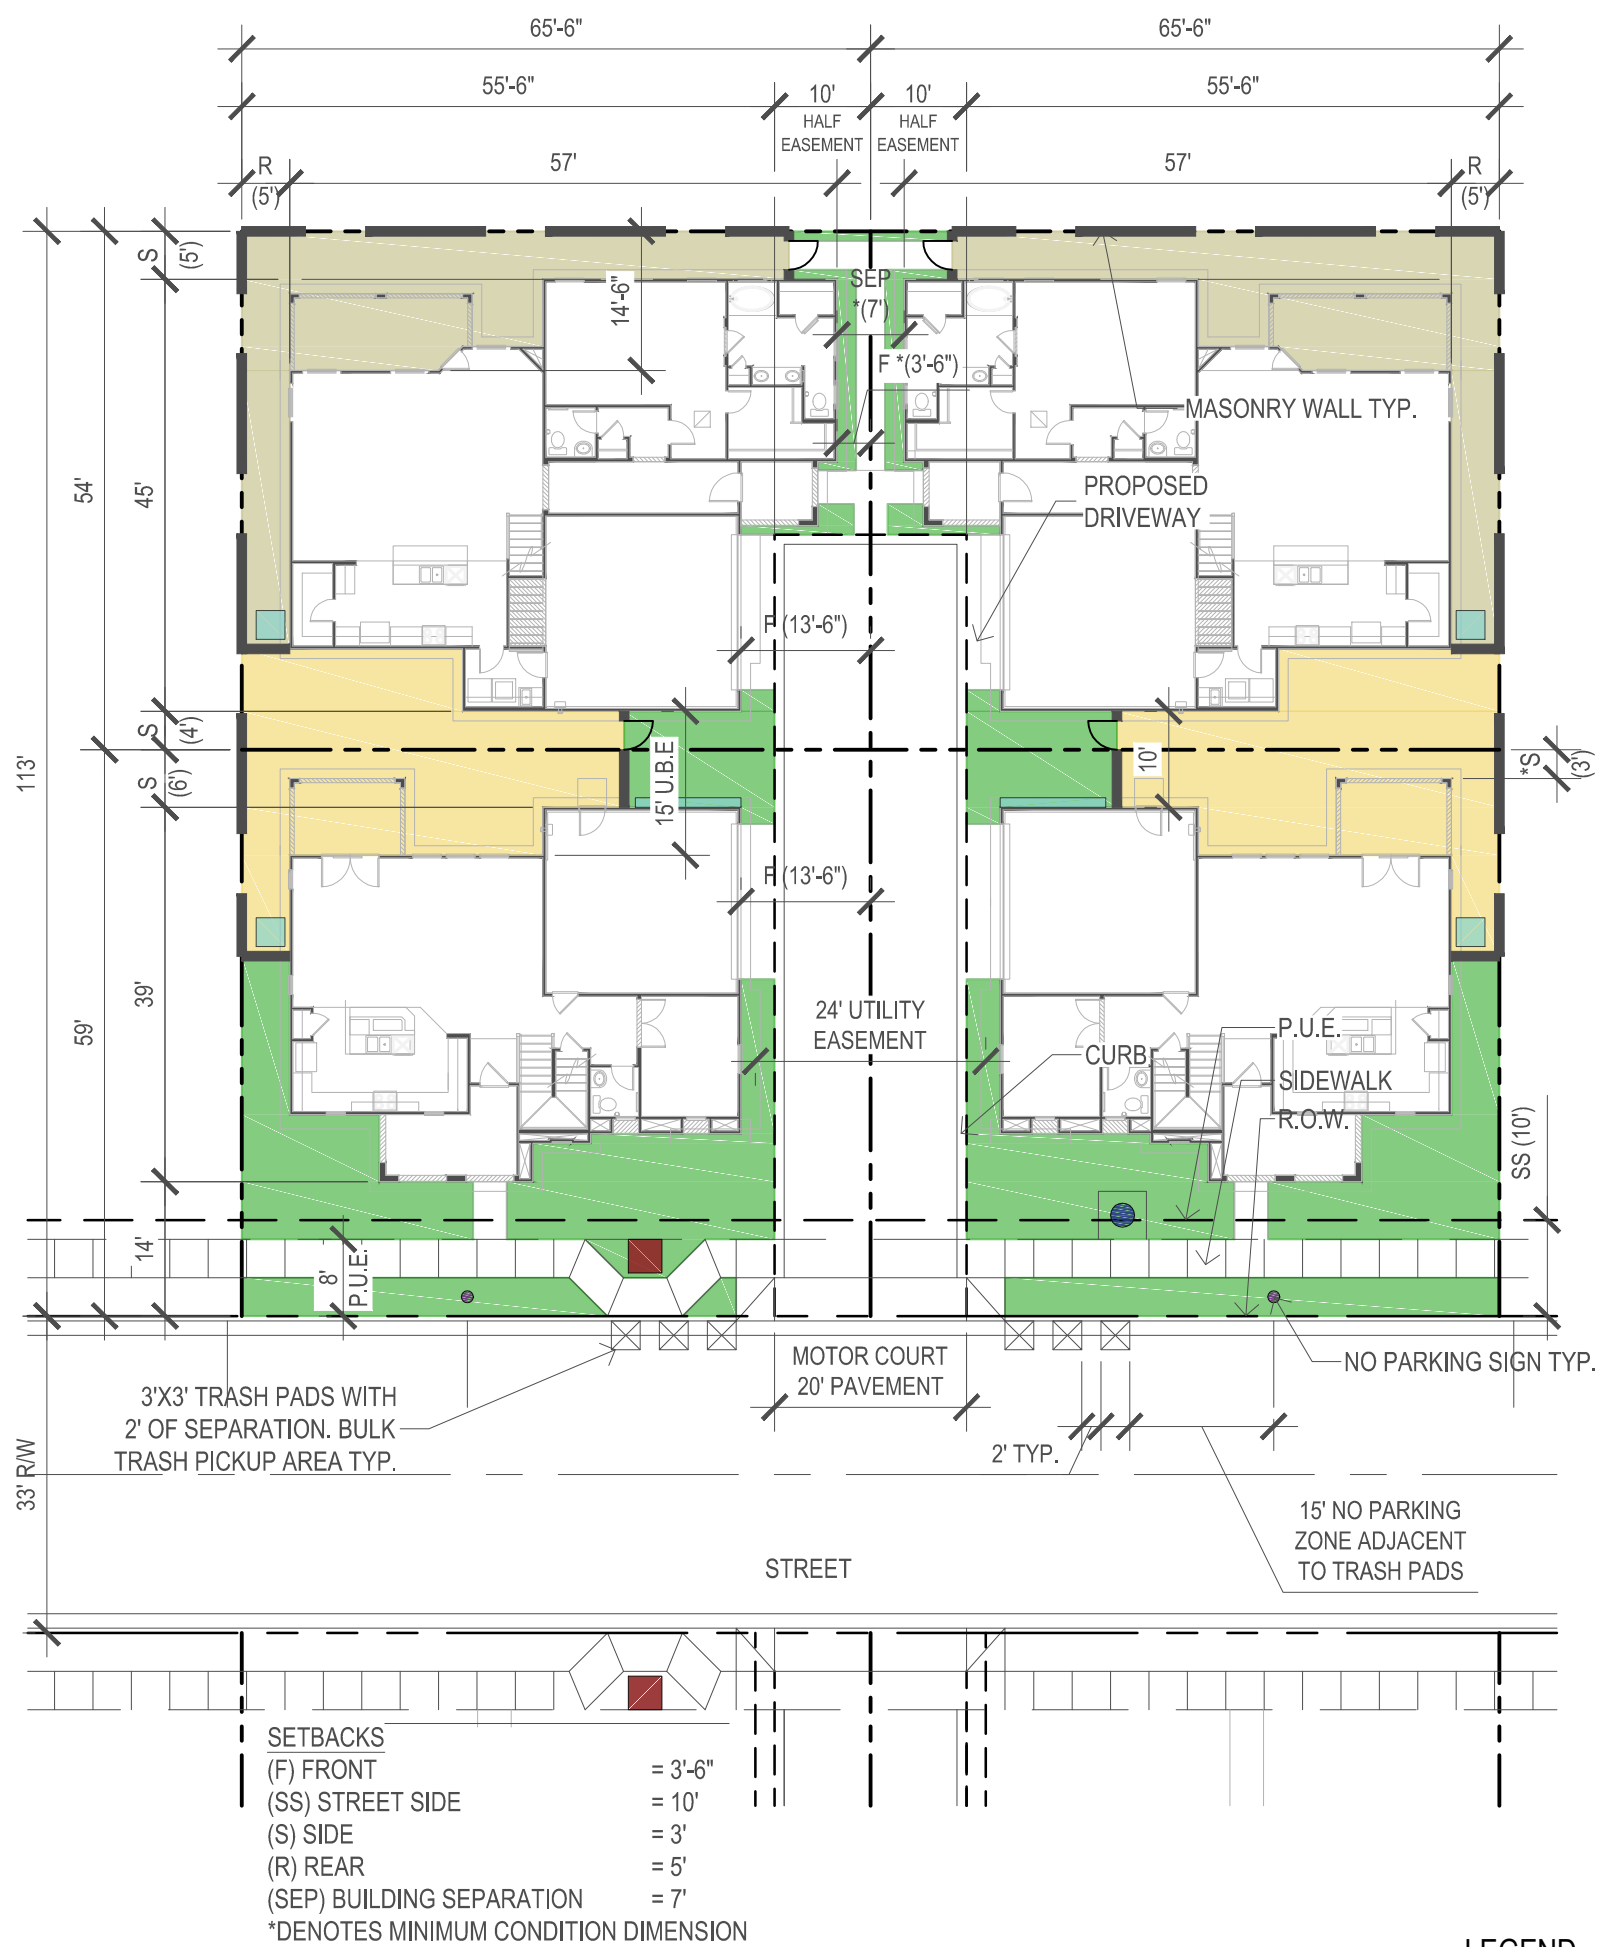 65'-6"
65'-6"
55'-6"
10'
10'
55'-6"
HALF
EASEMENT
HALF
EASEMENT
R
(5')
57'
57'
R
(5')
S
(5')
14'-6"
SEP
*(7')
F *(3'-6")
MASONRY WALL TYP.
54'
45'
PROPOSED
DRIVEWAY
F (13'-6")
S
(4')
113'
S
(6')
15' U.B.E
10'
*S
(3')
F (13'-6")
39'
59'
24' UTILITY
EASEMENT
P.U.E.
CURB
SIDEWALK
R.O.W.
SS (10')
14'
8'
P.U.E.
MOTOR COURT
20' PAVEMENT
NO PARKING SIGN TYP.
3'X3' TRASH PADS WITH
2' OF SEPARATION. BULK
TRASH PICKUP AREA TYP.
2' TYP.
33' R/W
15' NO PARKING
ZONE ADJACENT
TO TRASH PADS
STREET
SETBACKS
(F) FRONT = 3'-6"
(SS) STREET SIDE = 10'
(S) SIDE = 3'
(R) REAR = 5'
(SEP) BUILDING SEPARATION = 7'
*DENOTES MINIMUM CONDITION DIMENSION
LEGEND